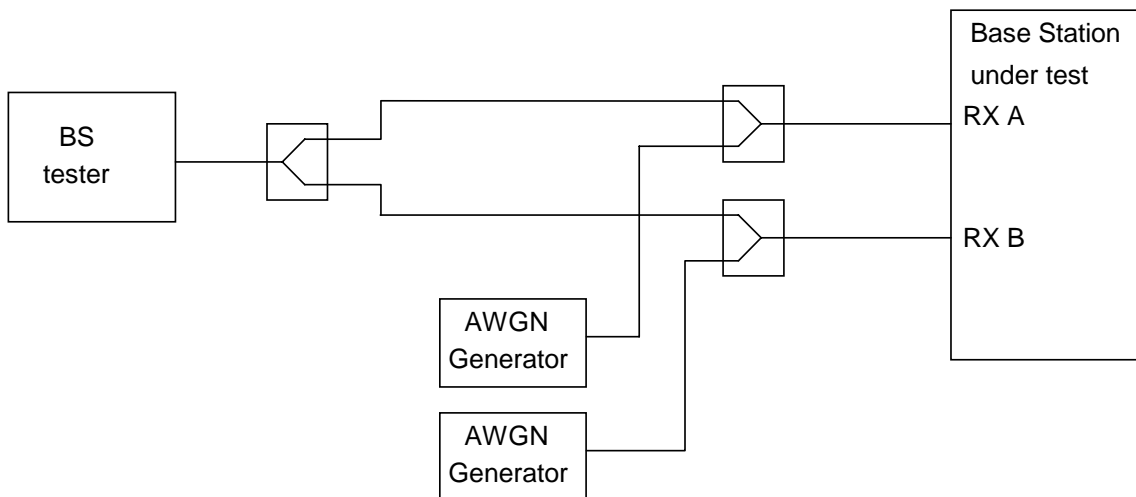 BS
tester
AWGN
Generator
AWGN
Generator
Base Station
under test
RX A
RX B